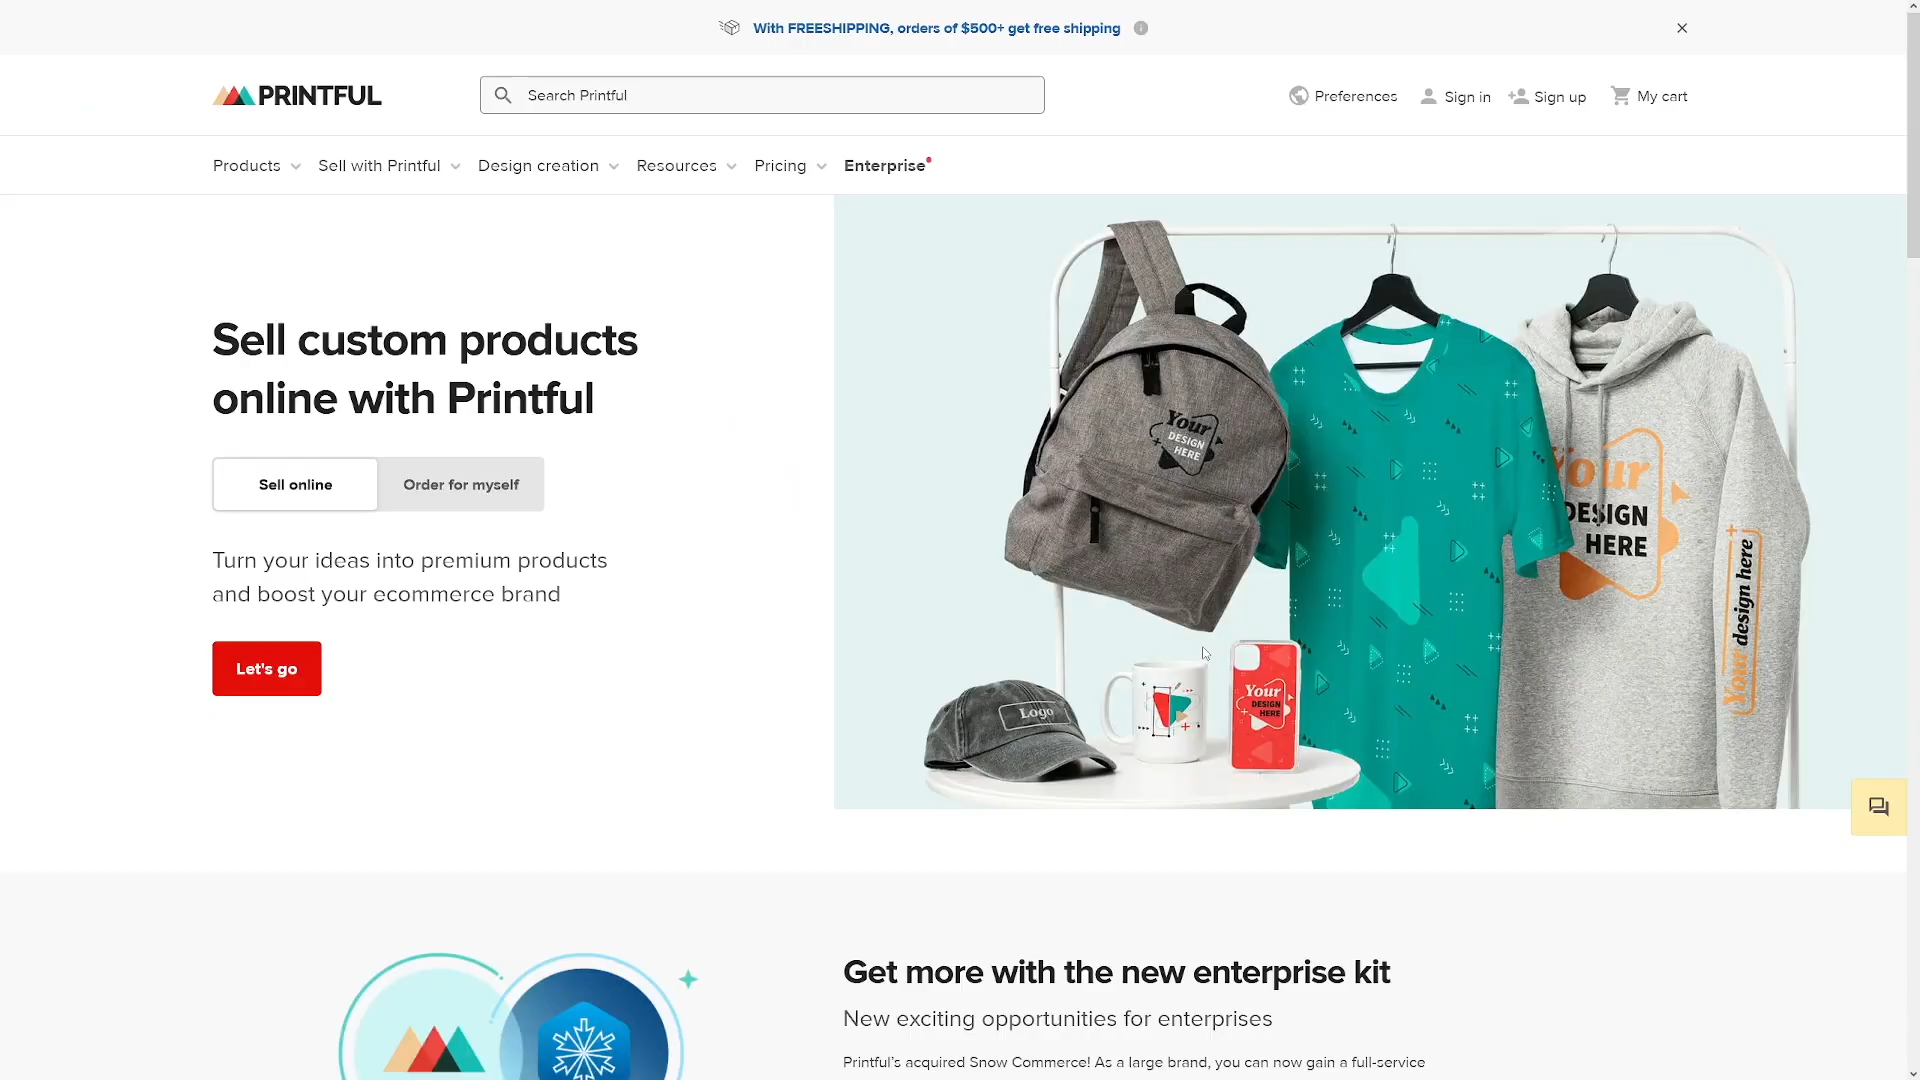 With FREESHIPPING, orders of $500+ get free shipping
PRINTFUL
Search Printful
Preferences
Sign in
Sign up
My cart
Products
Sell with Printful
Design creation
Resources
Pricing
Enterprise
Sell custom products
online with Printful
Sell online
Order for myself
Turn your ideas into premium products
and boost your ecommerce brand
Let's go
Your
DESIGN
HERE
Your
DESIGN
HERE
Your design here
Logo
Your
DESIGN
HERE
Get more with the new enterprise kit
New exciting opportunities for enterprises
Printful's acquired Snow Commerce! As a large brand, you can now gain a full-service